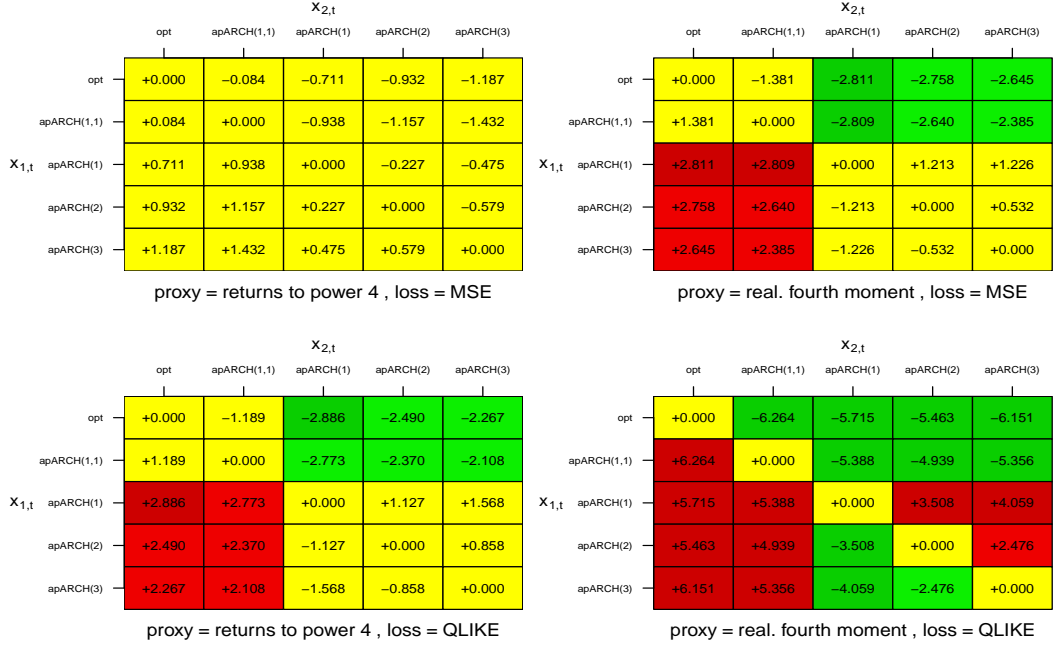 x2,t
opt apARCH(1,1) apARCH(1) apARCH(2) apARCH(3)
opt +0.000 −0.084 −0.711 −0.932 −1.187
apARCH(1,1) +0.084 +0.000 −0.938 −1.157 −1.432
x1,t apARCH(1) +0.711 +0.938 +0.000 −0.227 −0.475
apARCH(2) +0.932 +1.157 +0.227 +0.000 −0.579
apARCH(3) +1.187 +1.432 +0.475 +0.579 +0.000
proxy = returns to power 4 , loss = MSE
x2,t
opt apARCH(1,1) apARCH(1) apARCH(2) apARCH(3)
opt +0.000 −1.381 −2.811 −2.758 −2.645
apARCH(1,1) +1.381 +0.000 −2.809 −2.640 −2.385
x1,t apARCH(1) +2.811 +2.809 +0.000 +1.213 +1.226
apARCH(2) +2.758 +2.640 −1.213 +0.000 +0.532
apARCH(3) +2.645 +2.385 −1.226 −0.532 +0.000
proxy = real. fourth moment , loss = MSE
x2,t
opt apARCH(1,1) apARCH(1) apARCH(2) apARCH(3)
opt +0.000 −1.189 −2.886 −2.490 −2.267
apARCH(1,1) +1.189 +0.000 −2.773 −2.370 −2.108
x1,t apARCH(1) +2.886 +2.773 +0.000 +1.127 +1.568
apARCH(2) +2.490 +2.370 −1.127 +0.000 +0.858
apARCH(3) +2.267 +2.108 −1.568 −0.858 +0.000
proxy = returns to power 4 , loss = QLIKE
x2,t
opt apARCH(1,1) apARCH(1) apARCH(2) apARCH(3)
opt +0.000 −6.264 −5.715 −5.463 −6.151
apARCH(1,1) +6.264 +0.000 −5.388 −4.939 −5.356
x1,t apARCH(1) +5.715 +5.388 +0.000 +3.508 +4.059
apARCH(2) +5.463 +4.939 −3.508 +0.000 +2.476
apARCH(3) +6.151 +5.356 −4.059 −2.476 +0.000
proxy = real. fourth moment , loss = QLIKE